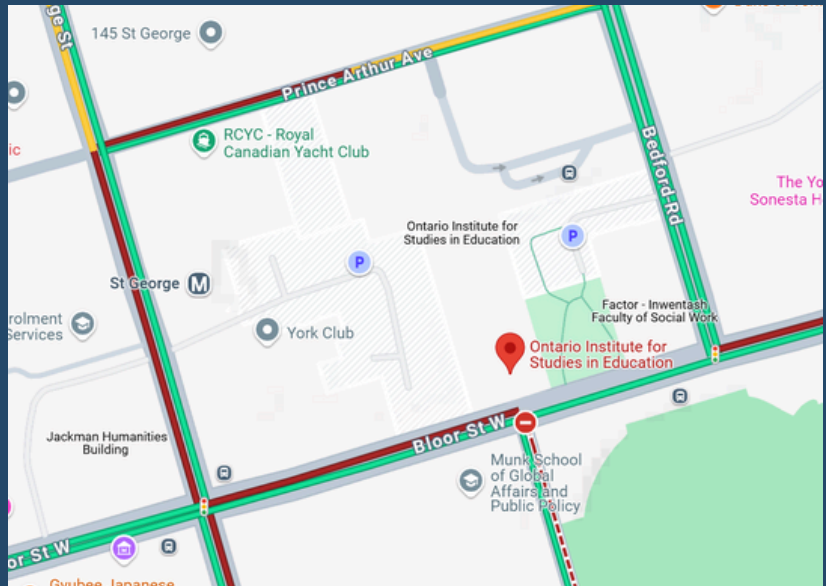 ge St
145 St George
Prince Arthur Ave
ic
RCYC - Royal
Canadian Yacht Club
Bedford Rd
The Yo
Sonesta H
Ontario Institute for
Studies in Education
P
P
St George
M
Factor - Inwentash
Faculty of Social Work
rolment
Services
York Club
Ontario Institute for
Studies in Education
Jackman Humanities
Building
Bloor St W
Munk School
of Global
Affairs and
Public Policy
or St W
Gyubee Japanese